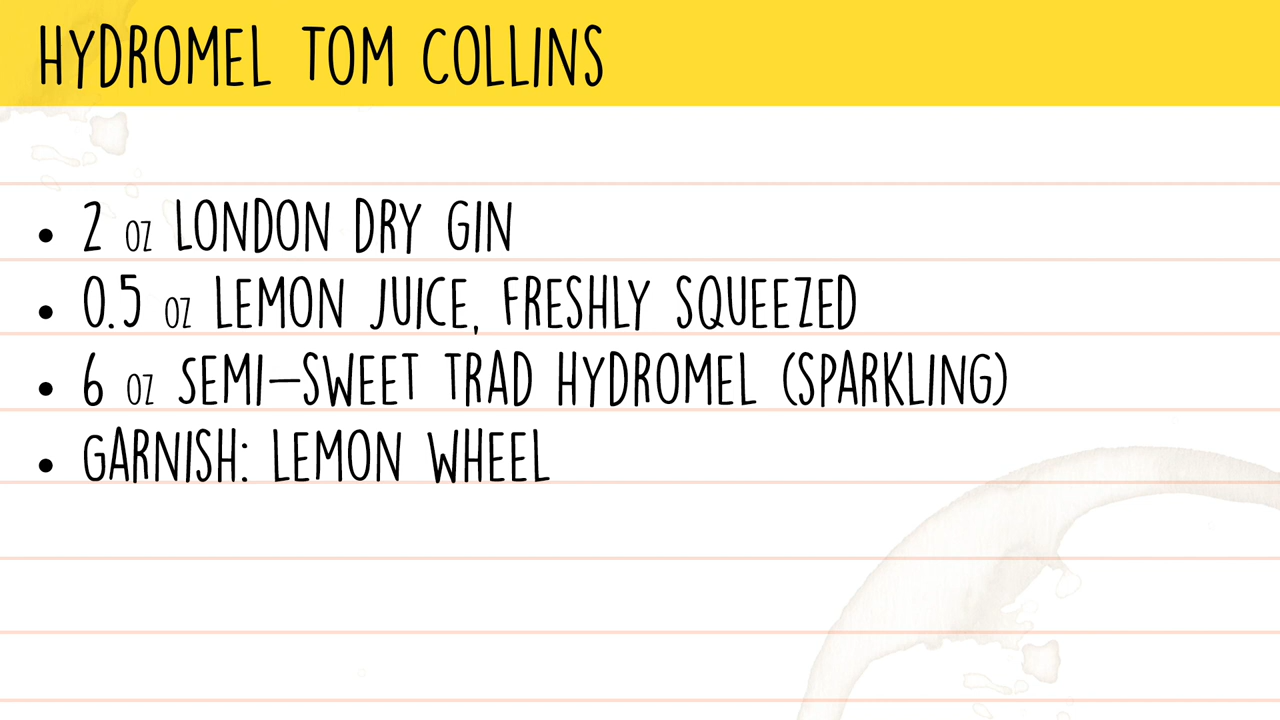 HYDROMEL TOM COLLINS
• 2 OZ LONDON DRY GIN
• 0.5 OZ LEMON JUICE, FRESHLY SQUEEZED
• 6 OZ SEMI-SWEET TRAD HYDROMEL (SPARKLING)
• GARNISH: LEMON WHEEL